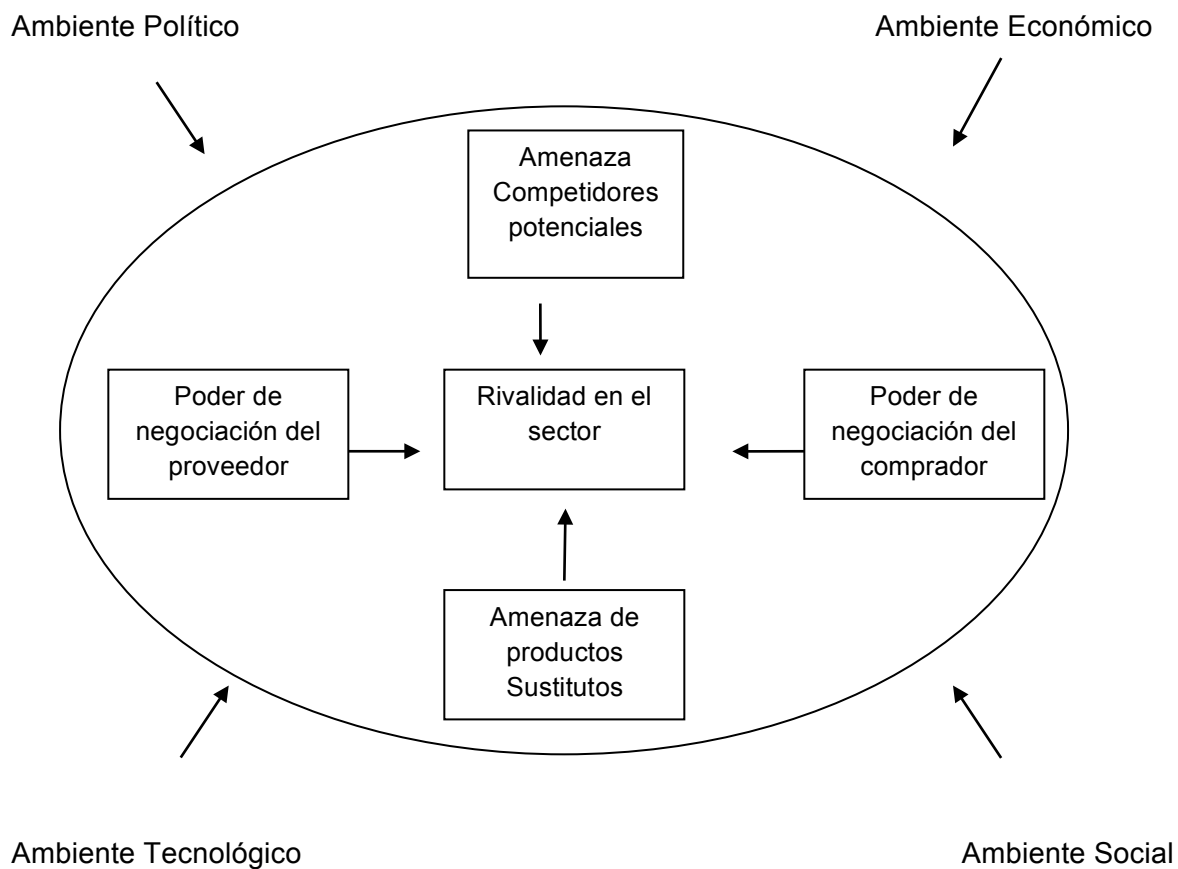 Ambiente Político
Ambiente Económico
Amenaza
Competidores
potenciales
Poder de
negociación del
proveedor
Rivalidad en el
sector
Poder de
negociación del
comprador
Amenaza de
productos
Sustitutos
Ambiente Tecnológico
Ambiente Social